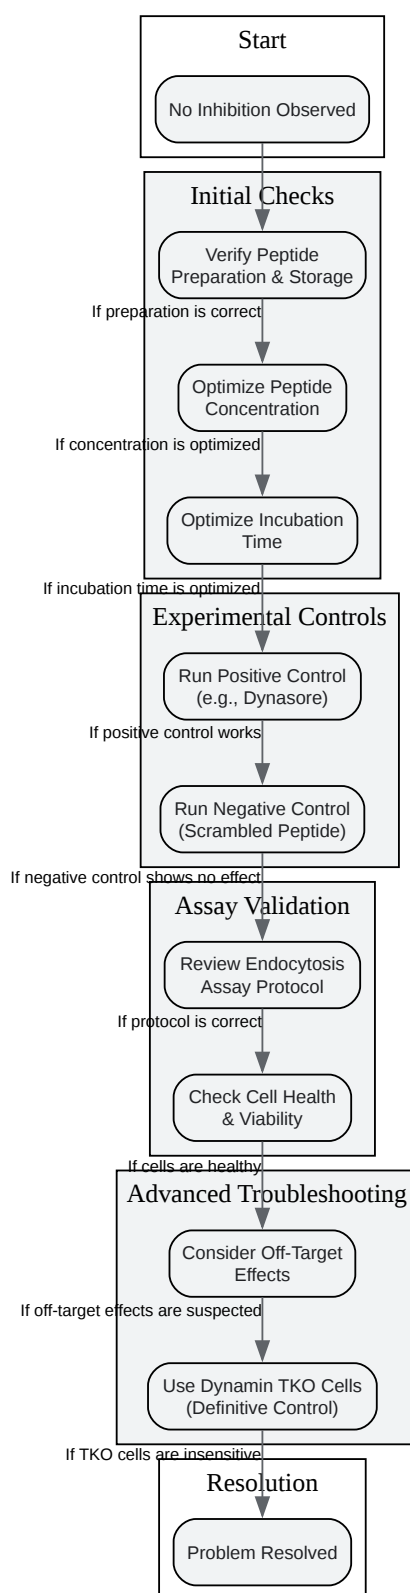 Start
No Inhibition Observed
Initial Checks
Verify Peptide
Preparation & Storage
If preparation is correct
Optimize Peptide
Concentration
If concentration is optimized
Optimize Incubation
Time
If incubation time is optimized
Experimental Controls
Run Positive Control
(e.g., Dynasore)
If positive control works
Run Negative Control
(Scrambled Peptide)
If negative control shows no effect
Assay Validation
Review Endocytosis
Assay Protocol
If protocol is correct
Check Cell Health
& Viability
If cells are healthy
Advanced Troubleshooting
Consider Off-Target
Effects
If off-target effects are suspected
Use Dynamin TKO Cells
(Definitive Control)
If TKO cells are insensitive
Resolution
Problem Resolved